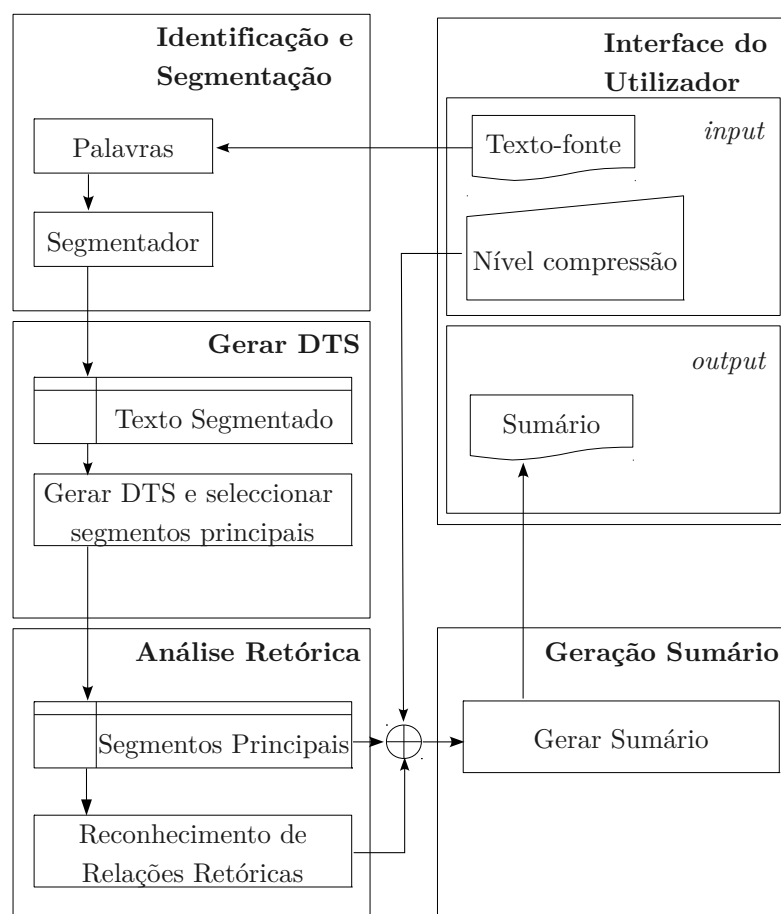 Identificação e
Segmentação
Palavras
Segmentador
Interface do
Utilizador
input
Texto-fonte
Nível compressão
Gerar DTS
Texto Segmentado
Gerar DTS e seleccionar
segmentos principais
output
Sumário
Análise Retórica
Segmentos Principais
Reconhecimento de
Relações Retóricas
Geração Sumário
Gerar Sumário